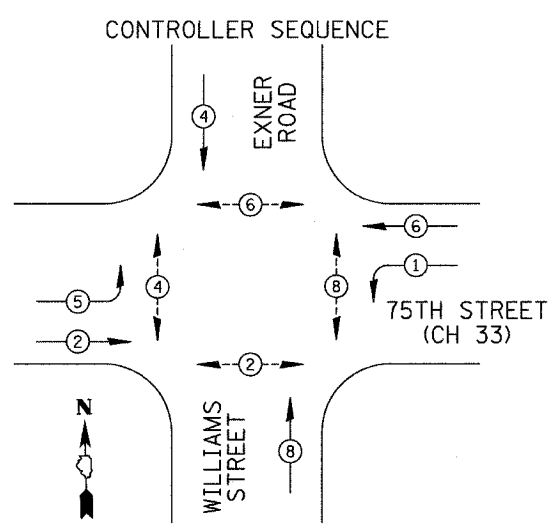 CONTROLLER SEQUENCE
4
EXNER
ROAD
6
6
1
5
4
8
75TH STREET
(CH 33)
2
2
N
WILLIAMS
STREET
8